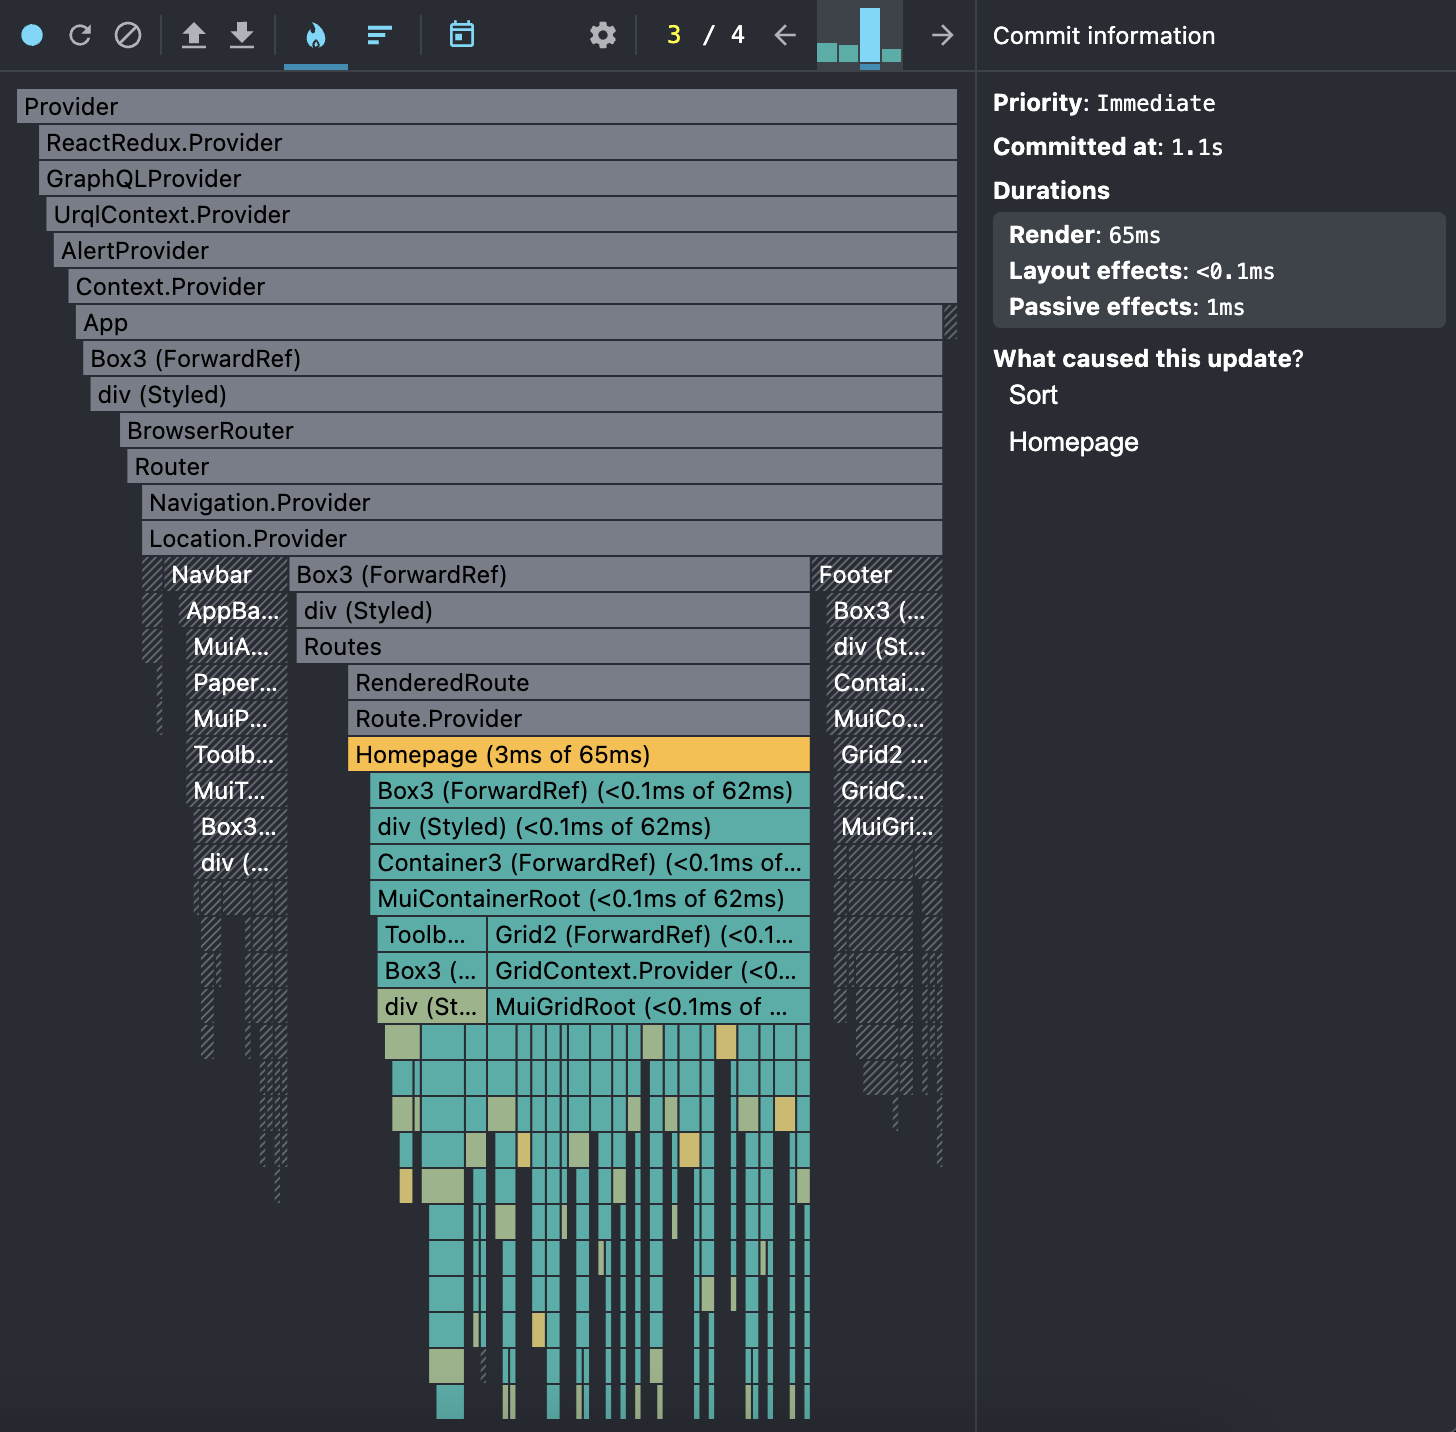 3 / 4
Commit information
Priority: Immediate
Committed at: 1.1s
Durations
Render: 65ms
Layout effects: <0.1ms
Passive effects: 1ms
What caused this update?
Sort
Homepage
Provider
ReactRedux.Provider
GraphQLProvider
UrqlContext.Provider
AlertProvider
Context.Provider
App
Box3 (ForwardRef)
div (Styled)
BrowserRouter
Router
Navigation.Provider
Location.Provider
Navbar Box3 (ForwardRef) Footer
AppBa... div (Styled) Box3 (...
MuiA... Routes div (St...
Paper... RenderedRoute Contai...
MuiP... Route.Provider MuiCo...
Toolb... Homepage (3ms of 65ms) Grid2 ...
MuiT... Box3 (ForwardRef) (<0.1ms of 62ms) GridC...
Box3... div (Styled) (<0.1ms of 62ms) MuiGri...
div (... Container3 (ForwardRef) (<0.1ms of...
MuiContainerRoot (<0.1ms of 62ms)
Toolb... Grid2 (ForwardRef) (<0.1...
Box3 (... GridContext.Provider (<0...
div (St... MuiGridRoot (<0.1ms of ...